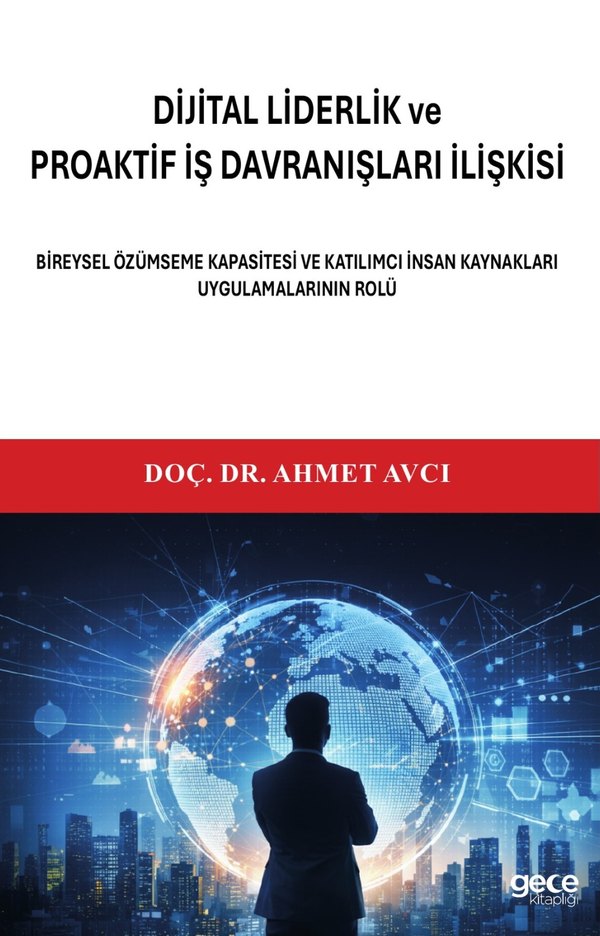 DİJİTAL LİDERLİK ve
PROAKTİF İŞ DAVRANIŞLARI İLİŞKİSİ
BİREYSEL ÖZÜMSEME KAPASİTESİ VE KATILIMCI İNSAN KAYNAKLARI
UYGULAMALARININ ROLÜ
DOÇ. DR. AHMET AVCI
gece
kitaplığı